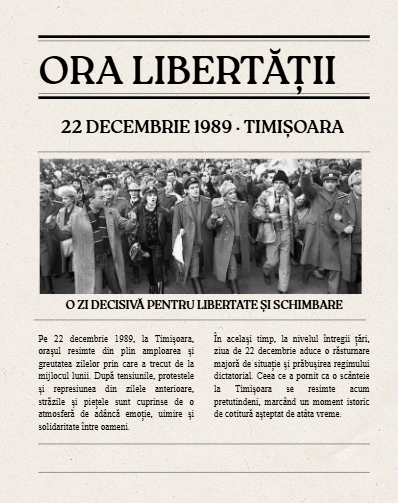 ORA LIBERTĂȚII
22 DECEMBRIE 1989 · TIMIȘOARA
O ZI DECISIVĂ PENTRU LIBERTATE ȘI SCHIMBARE
Pe 22 decembrie 1989, la Timișoara,
orașul resimte din plin amploarea și
greutatea zilelor prin care a trecut de la
mijlocul lunii. După tensiunile, protestele
și represiunea din zilele anterioare,
străzile și piețele sunt cuprinse de o
atmosferă de adâncă emoție, uimire și
solidaritate între oameni.
În același timp, la nivelul întregii țări,
ziua de 22 decembrie aduce o răsturnare
majoră de situație și prăbușirea regimului
dictatorial. Ceea ce a pornit ca o scânteie
la Timișoara se resimte acum
pretutindeni, marcând un moment istoric
de cotitură așteptat de atâta vreme.